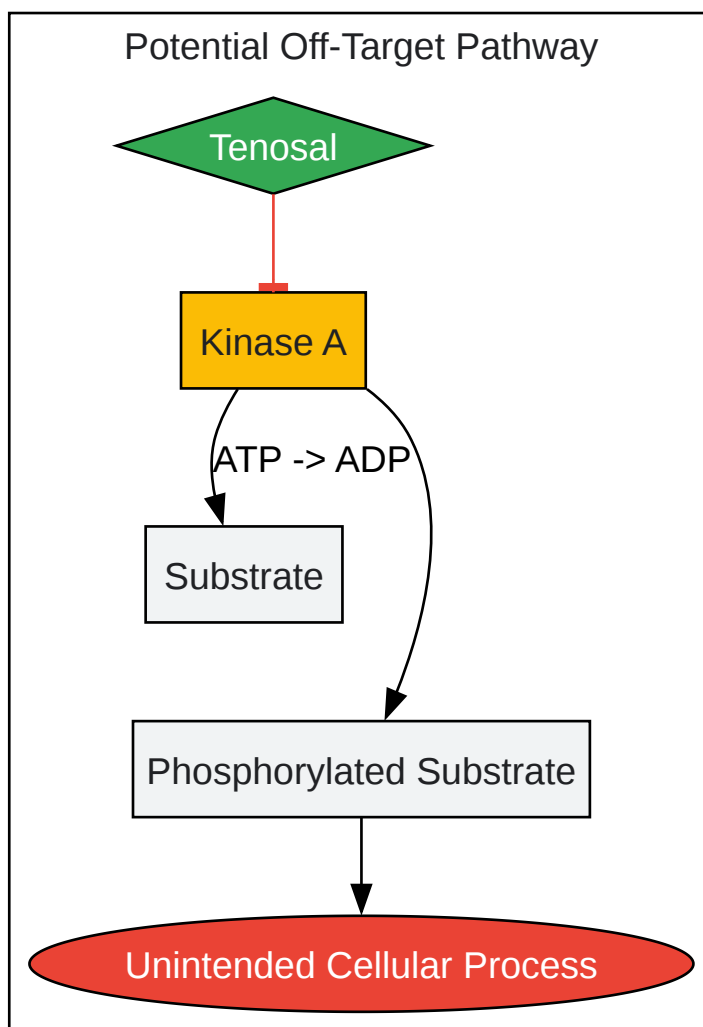 Potential Off-Target Pathway
Tenosal
Kinase A
ATP -> ADP
Substrate
Phosphorylated Substrate
Unintended Cellular Process